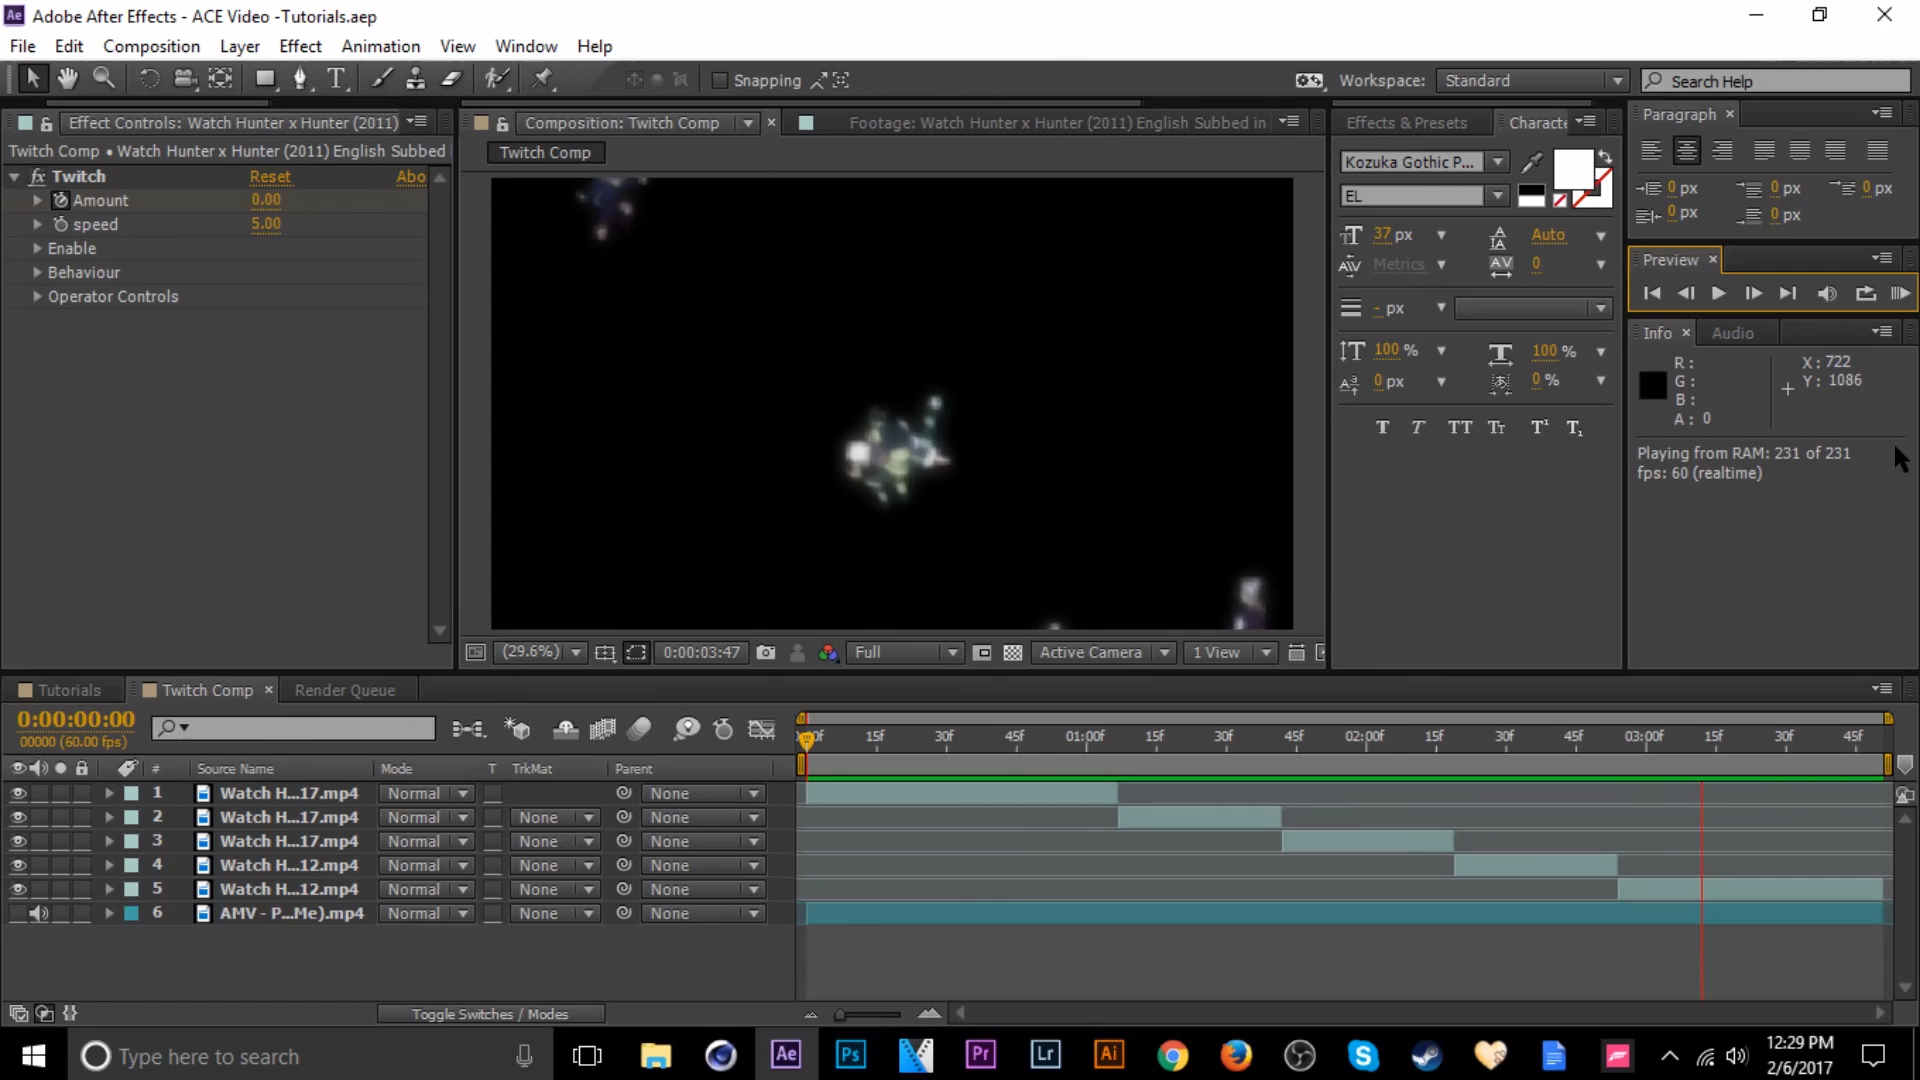 Adobe After Effects - ACE Video -Tutorials.aep
File Edit Composition Layer Effect Animation View Window Help
Snapping
Workspace: Standard
Search Help
Effect Controls: Watch Hunter x Hunter (2011)
Twitch Comp • Watch Hunter x Hunter (2011) English Subbed
fx Twitch Reset Abo
Amount 0.00
speed 5.00
Enable
Behaviour
Operator Controls
Composition: Twitch Comp
Footage: Watch Hunter x Hunter (2011) English Subbed in
Twitch Comp
(29.6%) 0:00:03:47 Full Active Camera 1 View
Effects & Presets Characte
Kozuka Gothic P...
EL
37 px Auto
Metrics 0
- px
100 % 100 %
0 px 0 %
T T TT Tт T¹ T₁
Paragraph
0 px 0 px 0 px
0 px 0 px
Preview
Info Audio
R :
G :
B :
A : 0
X : 722
Y : 1086
Playing from RAM: 231 of 231
fps: 60 (realtime)
Tutorials Twitch Comp Render Queue
0:00:00:00
00000 (60.00 fps)
00f 15f 30f 45f 01:00f 15f 30f 45f 02:00f 15f 30f 45f 03:00f 15f 30f 45f
# Source Name Mode T TrkMat Parent
1 Watch H...17.mp4 Normal None
2 Watch H...17.mp4 Normal None None
3 Watch H...17.mp4 Normal None None
4 Watch H...12.mp4 Normal None None
5 Watch H...12.mp4 Normal None None
6 AMV - P...Me).mp4 Normal None None
Toggle Switches / Modes
Type here to search
Ae Ps Pr Lr Ai
12:29 PM
2/6/2017